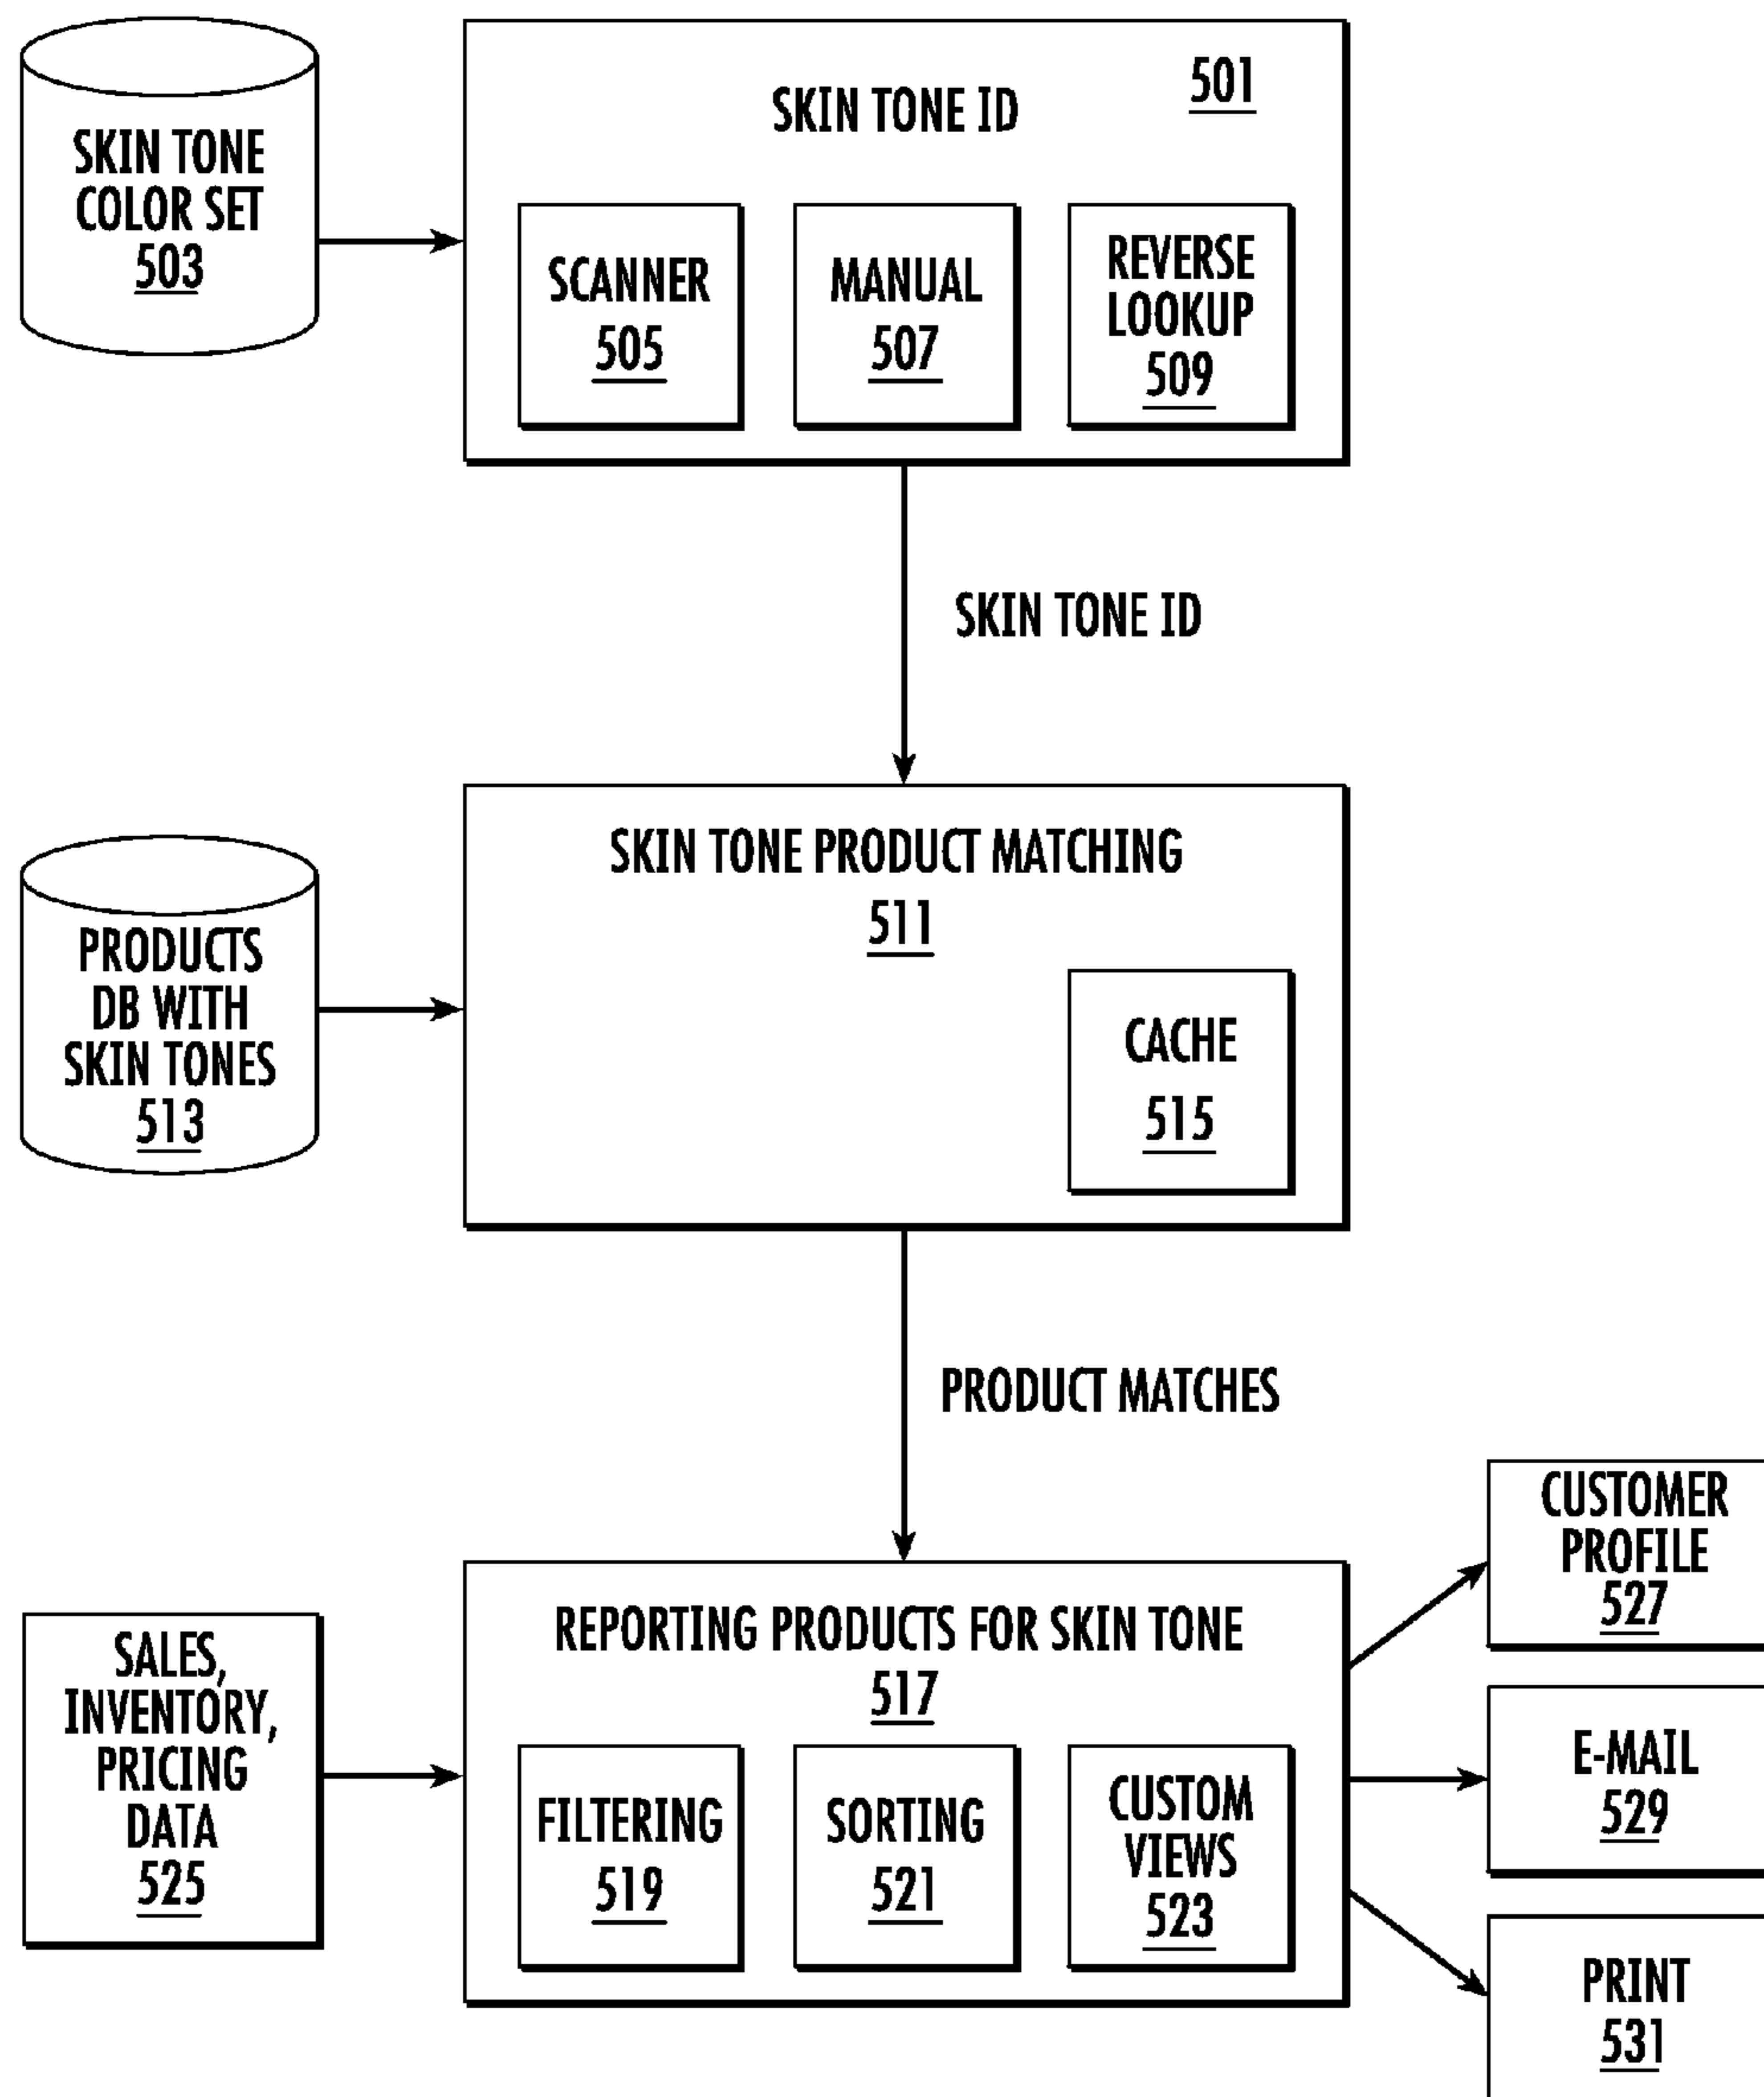 SKIN TONE
COLOR SET
503
SKIN TONE ID
501
SCANNER
505
MANUAL
507
REVERSE
LOOKUP
509
SKIN TONE ID
PRODUCTS
DB WITH
SKIN TONES
513
SKIN TONE PRODUCT MATCHING
511
CACHE
515
PRODUCT MATCHES
SALES,
INVENTORY,
PRICING
DATA
525
REPORTING PRODUCTS FOR SKIN TONE
517
FILTERING
519
SORTING
521
CUSTOM
VIEWS
523
CUSTOMER
PROFILE
527
E-MAIL
529
PRINT
531